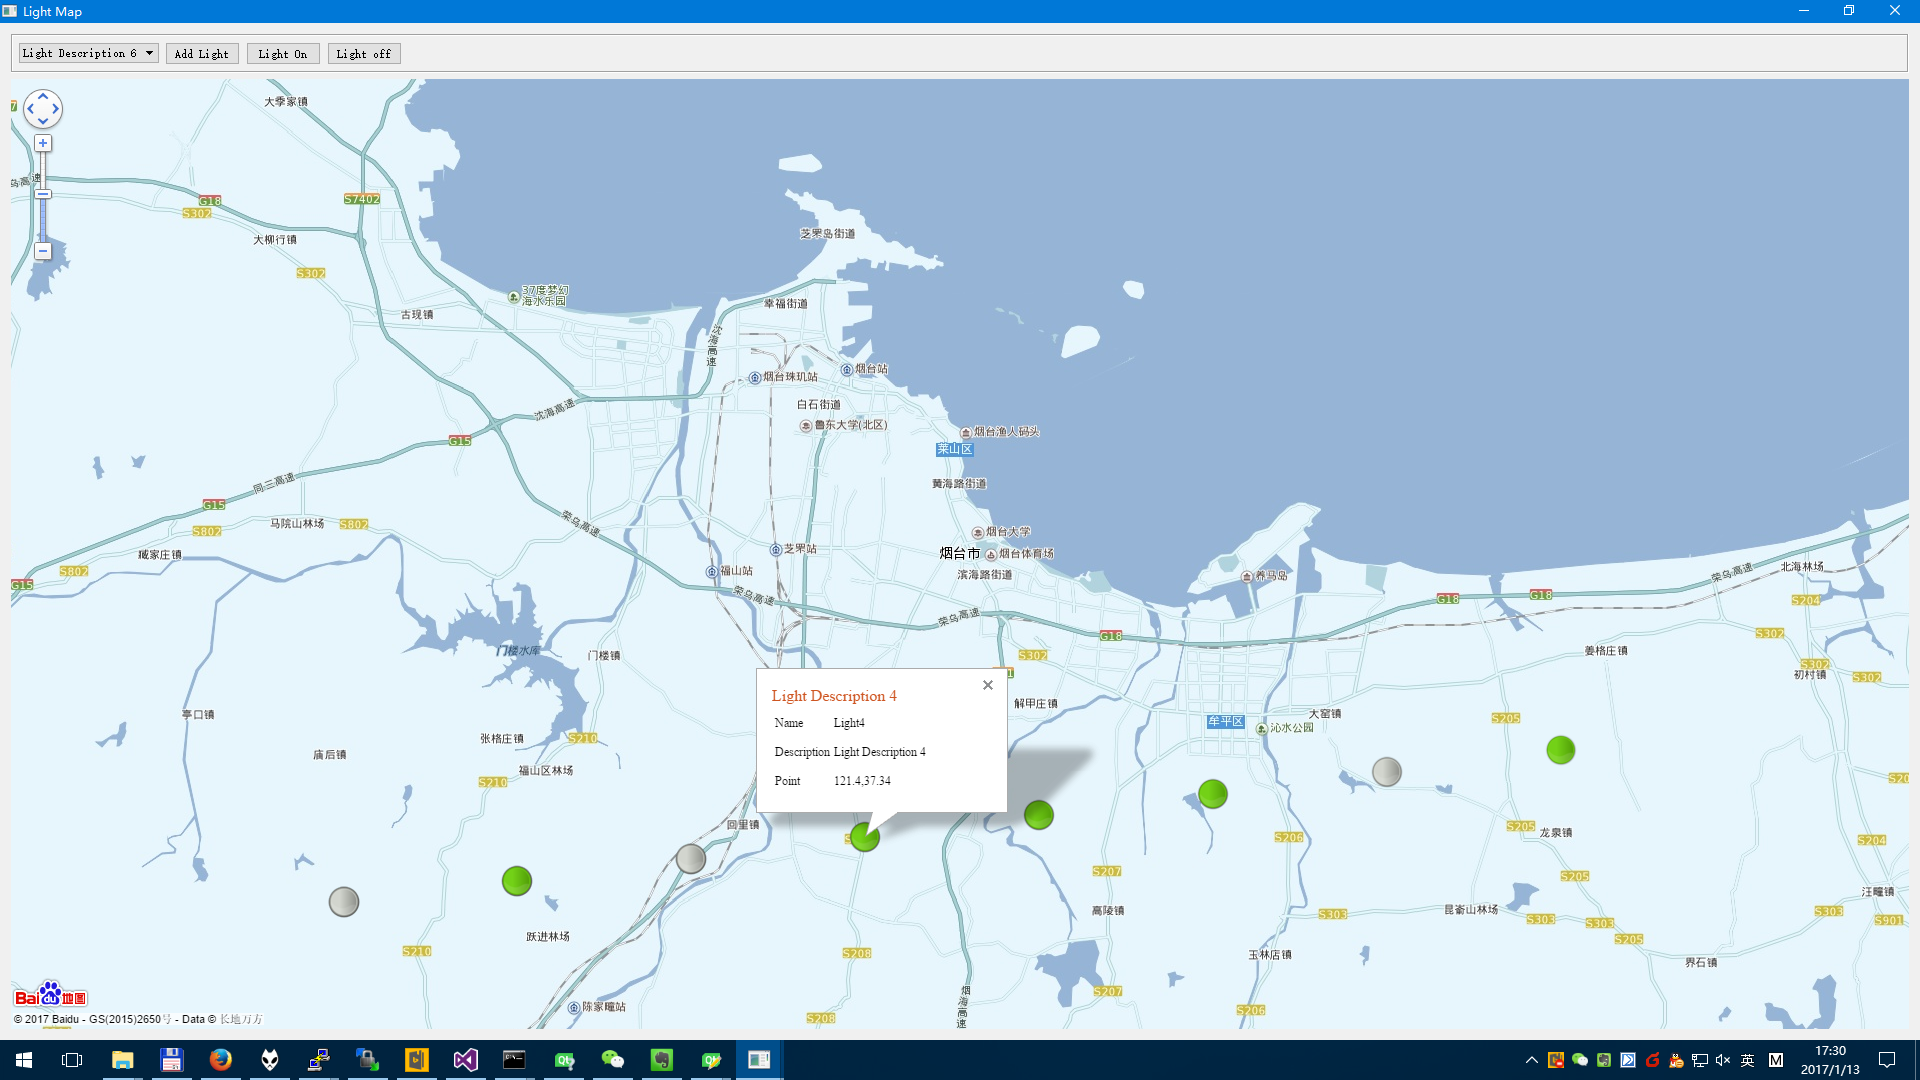 Light Map
Light Description 6
Add Light
Light On
Light off
大季家镇
乌高速
G18
S302
S7402
大柳行镇
S302
芝罘岛街道
37度梦幻
海水乐园
古现镇
幸福街道
沈海高速
烟台站
烟台珠玑站
白石街道
鲁东大学(北区)
沈海高速
G15
烟台渔人码头
莱山区
同三高速
黄海路街道
G15
S802
马院山林场
S802
荣乌高速
烟台大学
臧家庄镇
芝罘站
烟台市
烟台体育场
S802
G15
福山站
滨海路街道
养马岛
荣乌高速
北海林场
荣乌高速
G18
G18
S204
荣乌高速
G18
S302
门楼水库
门楼镇
S302
姜格庄镇
S302
初村镇
S302
Light Description 4
Name Light4
Description Light Description 4
Point 121.4,37.34
解甲庄镇
亭口镇
大窑镇
牟平区
沁水公园
S205
张格庄镇
S210
庙后镇
福山区林场
S210
回里镇
S206
S205
龙泉镇
S204
S207
S205
汪疃镇
高陵镇
S303
昆嵛山林场
S303
S303
S303
S901
跃进林场
S205
S210
S208
玉林店镇
界石镇
S207
烟海高速
陈家疃站
S206
S208
Bai du 地图
© 2017 Baidu - GS(2015)2650号 - Data © 长地万方
英
M
17:30
2017/1/13